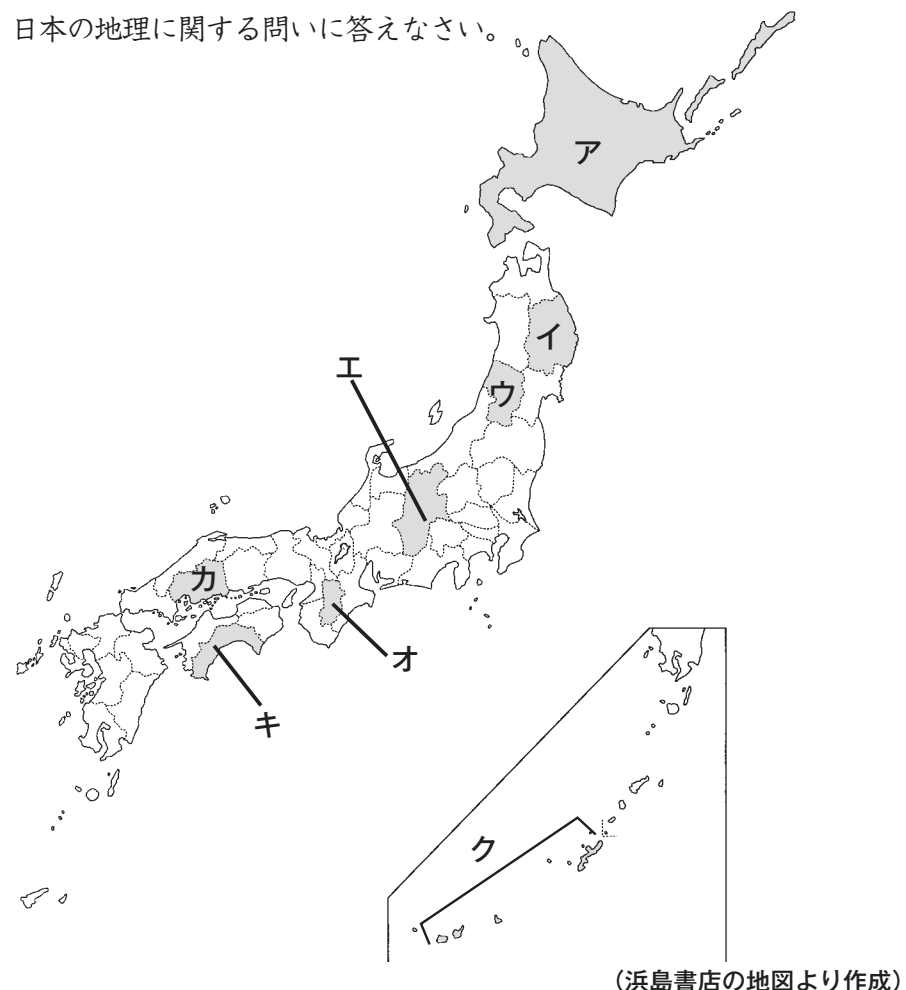 日本の地理に関する問いに答えなさい。
ア
イ
エ
ウ
カ
オ
キ
ク
（浜島書店の地図より作成）